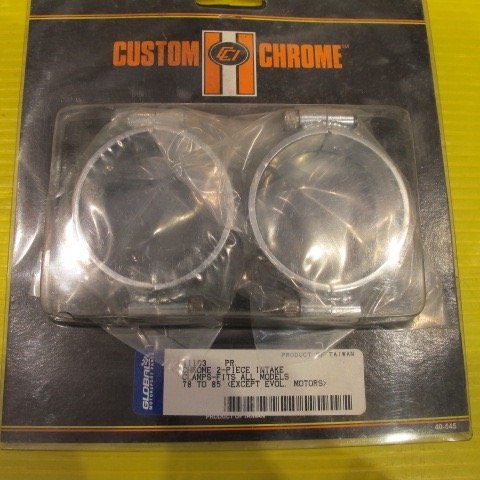 CUSTOM CCI CHROME
PRODUCT OF TAIWAN
PR.
CHROME 2-PIECE INTAKE
CLAMPS-FITS ALL MODELS
78 TO 85 (EXCEPT EVOL. MOTORS)
GLOBAL
PRODUCT OF TAIWAN
40-545